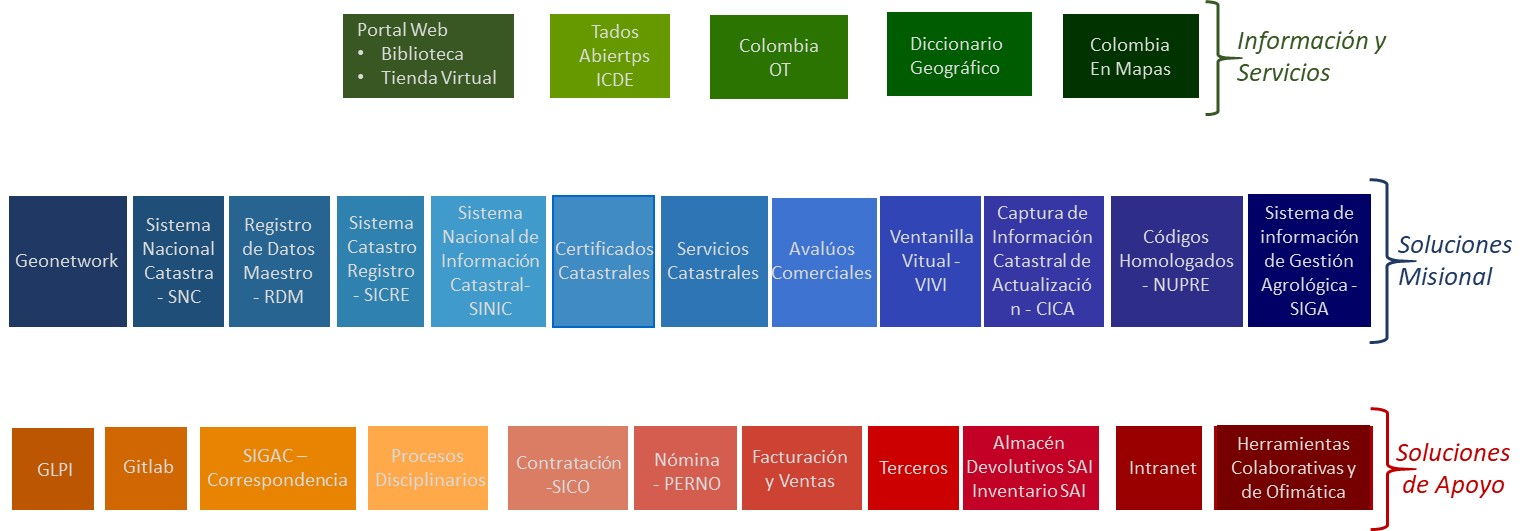 Portal Web
• Biblioteca
• Tienda Virtual
Tados
Abiertps
ICDE
Colombia
OT
Diccionario
Geográfico
Colombia
En Mapas
Información y
Servicios
Geonetwork
Sistema
Nacional
Catastra
- SNC
Registro
de Datos
Maestro
- RDM
Sistema
Catastro
Registro
- SICRE
Sistema
Nacional de
Información
Catastral-
SINIC
Certificados
Catastrales
Servicios
Catastrales
Avalúos
Comerciales
Ventanilla
Vitual -
VIVI
Captura de
Información
Catastral de
Actualizació
n - CICA
Códigos
Homologados
- NUPRE
Sistema de
información
de Gestión
Agrológica -
SIGA
Soluciones
Misional
GLPI
Gitlab
SIGAC –
Correspondencia
Procesos
Disciplinarios
Contratación
-SICO
Nómina
- PERNO
Facturación
y Ventas
Terceros
Almacén
Devolutivos SAI
Inventario SAI
Intranet
Herramientas
Colaborativas y
de Ofimática
Soluciones
de Apoyo